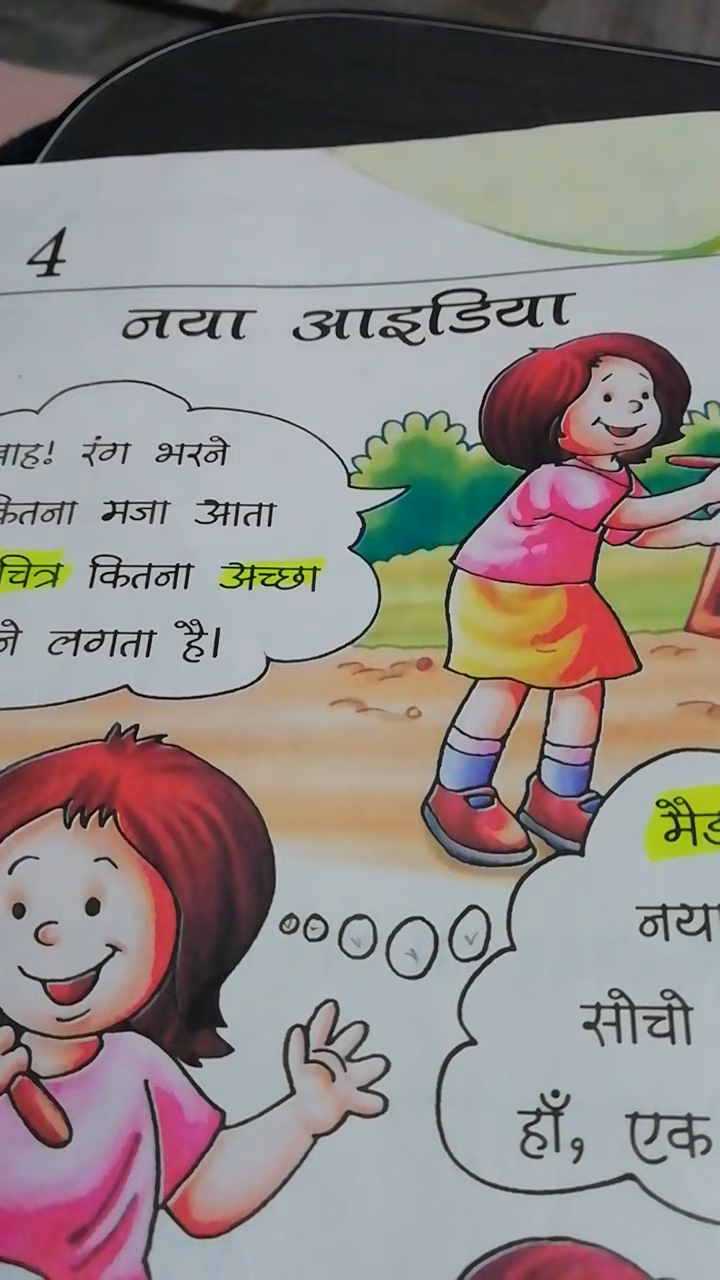 4
नया आइडिया
वाह! रंग भरने
कितना मजा आता
चित्र कितना अच्छा
लगता है।
नया
सोचो
हाँ, एक